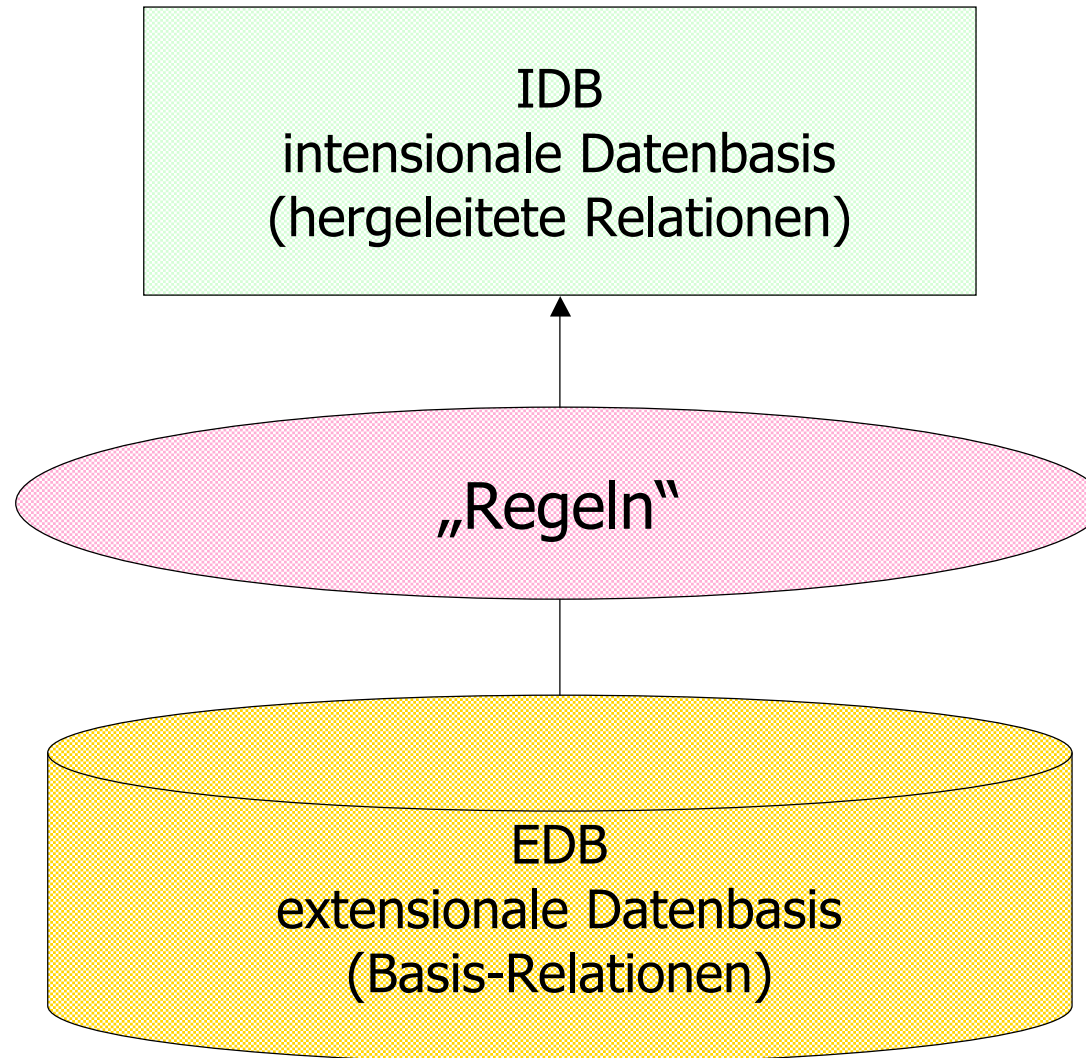 IDB
intensionale Datenbasis
(hergeleitete Relationen)
„Regeln“
EDB
extensionale Datenbasis
(Basis-Relationen)